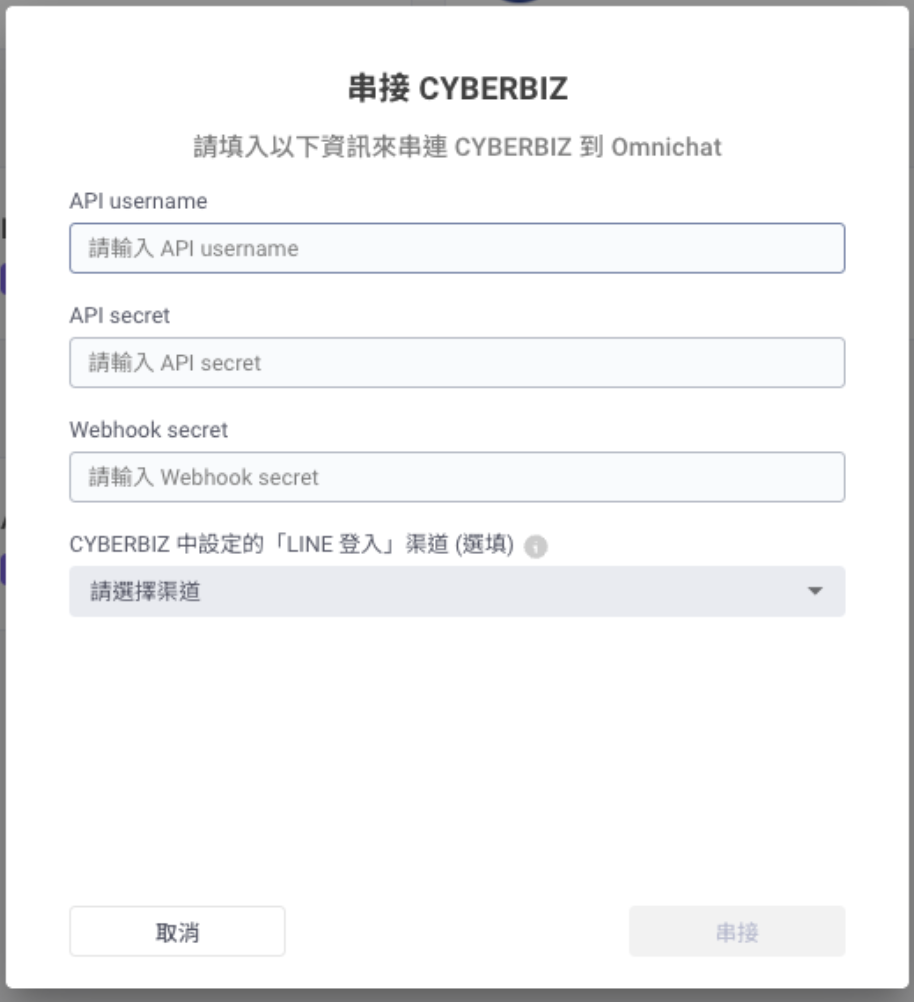 串接 CYBERBIZ
請填入以下資訊來串連 CYBERBIZ 到 Omnichat
API username
請輸入 API username
API secret
請輸入 API secret
Webhook secret
請輸入 Webhook secret
CYBERBIZ 中設定的「LINE 登入」渠道 (選填)
請選擇渠道
取消
串接